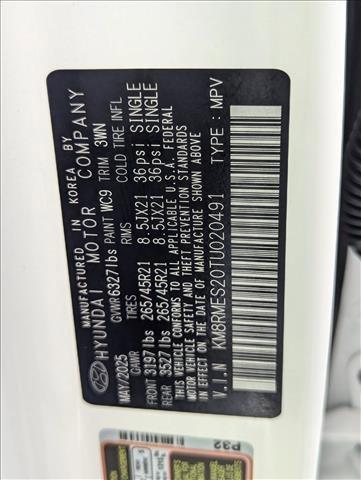 MANUFACTURED IN KOREA BY
HYUNDAI MOTOR COMPANY
MAY/2025 GVWR 6327lbs PAINT WC9 TRIM 3MN
GAWR TIRES RIMS COLD TIRE INFL
FRONT 3197lbs 265/45R21 8.5JX21 36psi SINGLE
REAR 3527lbs 265/45R21 8.5JX21 36psi SINGLE
THIS VEHICLE CONFORMS TO ALL APPLICABLE U.S.A. FEDERAL
MOTOR VEHICLE SAFETY AND THEFT PREVENTION STANDARDS
IN EFFECT ON THE DATE OF MANUFACTURE SHOWN ABOVE
V.I.N KM8RMES20TU020491 TYPE : MPV
P32